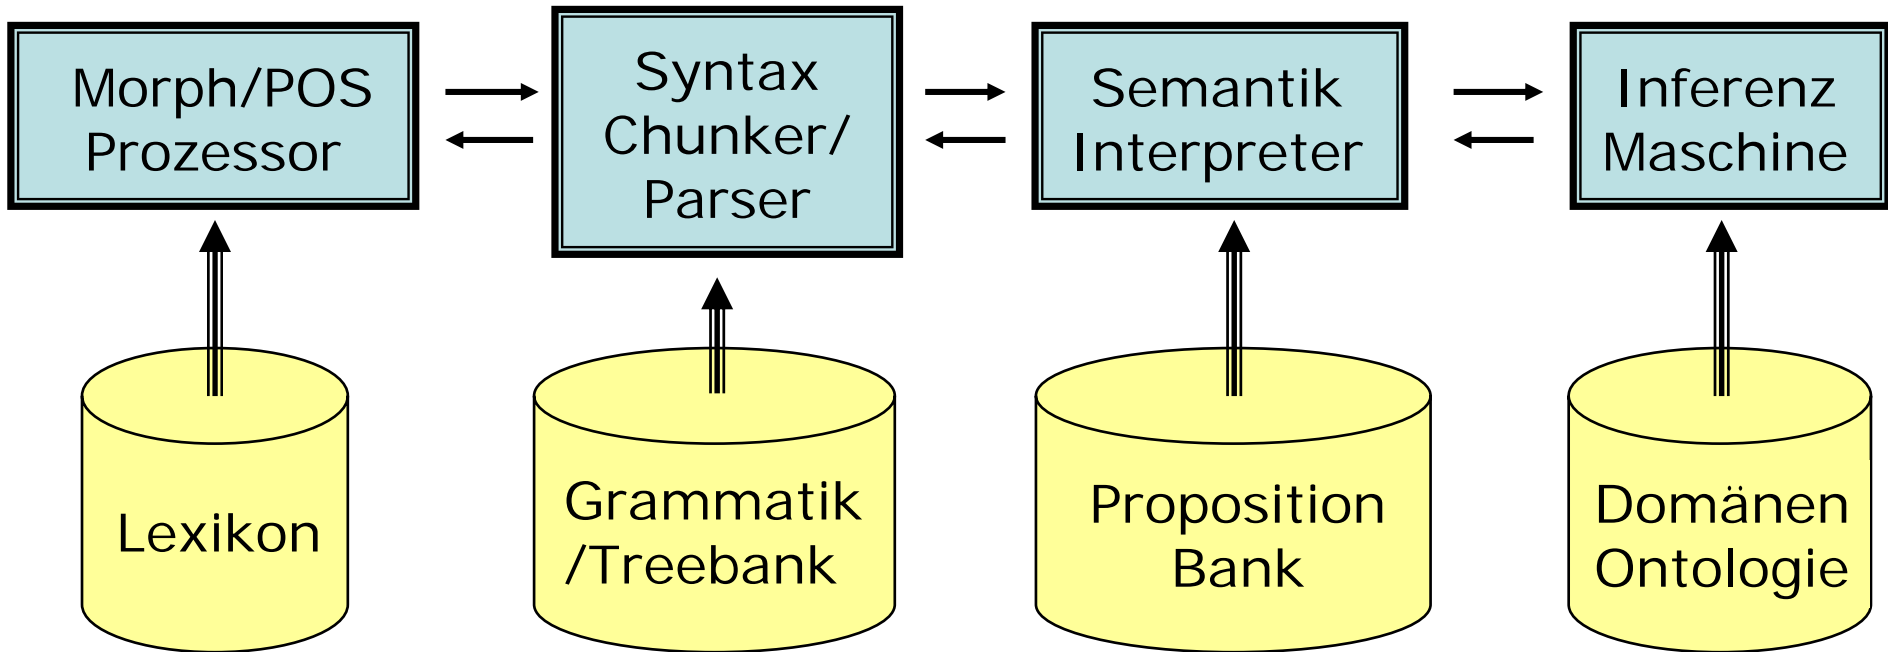 Morph/POS
Prozessor
Syntax
Chunker/
Parser
Semantik
Interpreter
Inferenz
Maschine
Lexikon
Grammatik
/Treebank
Proposition
Bank
Domänen
Ontologie